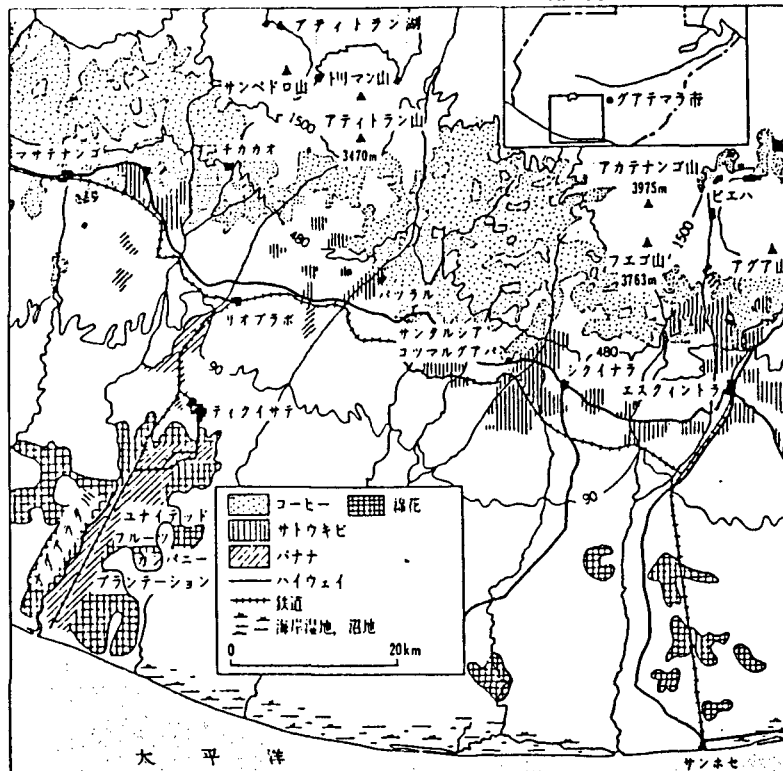 アティトラン湖
サンペドロ山
トリマン山
グアテマラ市
1500
アティトラン山
3470m
マサテナンゴ
チカカオ
アカテナンゴ山
3975m
ビエハ
1500
480
フエゴ山
3763m
アグア山
パツラル
リオブラボ
サンタルシア
コツマルグアパ
480
シクイナラ
エスクィントラ
90
ティクイサテ
90
コーヒー
綿花
サトウキビ
バナナ
ハイウェイ
鉄道
海岸湿地, 沼地
0
20km
ユナイテッド
フルーツ
カンパニー
プランテーション
太平洋
サンホセ